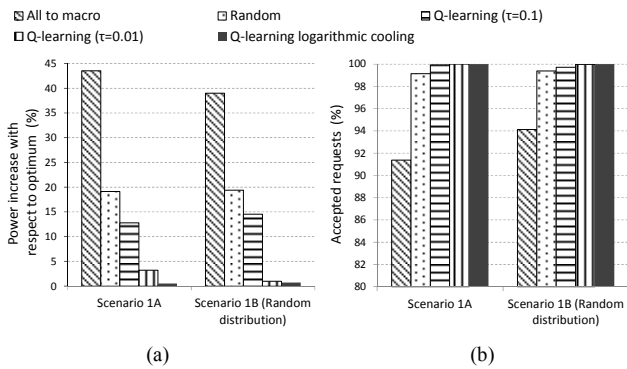 All to macro
Random
Q-learning (τ=0.1)
Q-learning (τ=0.01)
Q-learning logarithmic cooling
Power increase with
respect to optimum (%)
45
40
35
30
25
20
15
10
5
0
Scenario 1A
Scenario 1B (Random
distribution)
(a)
Accepted requests (%)
100
98
96
94
92
90
88
86
84
82
80
Scenario 1A
Scenario 1B (Random
distribution)
(b)